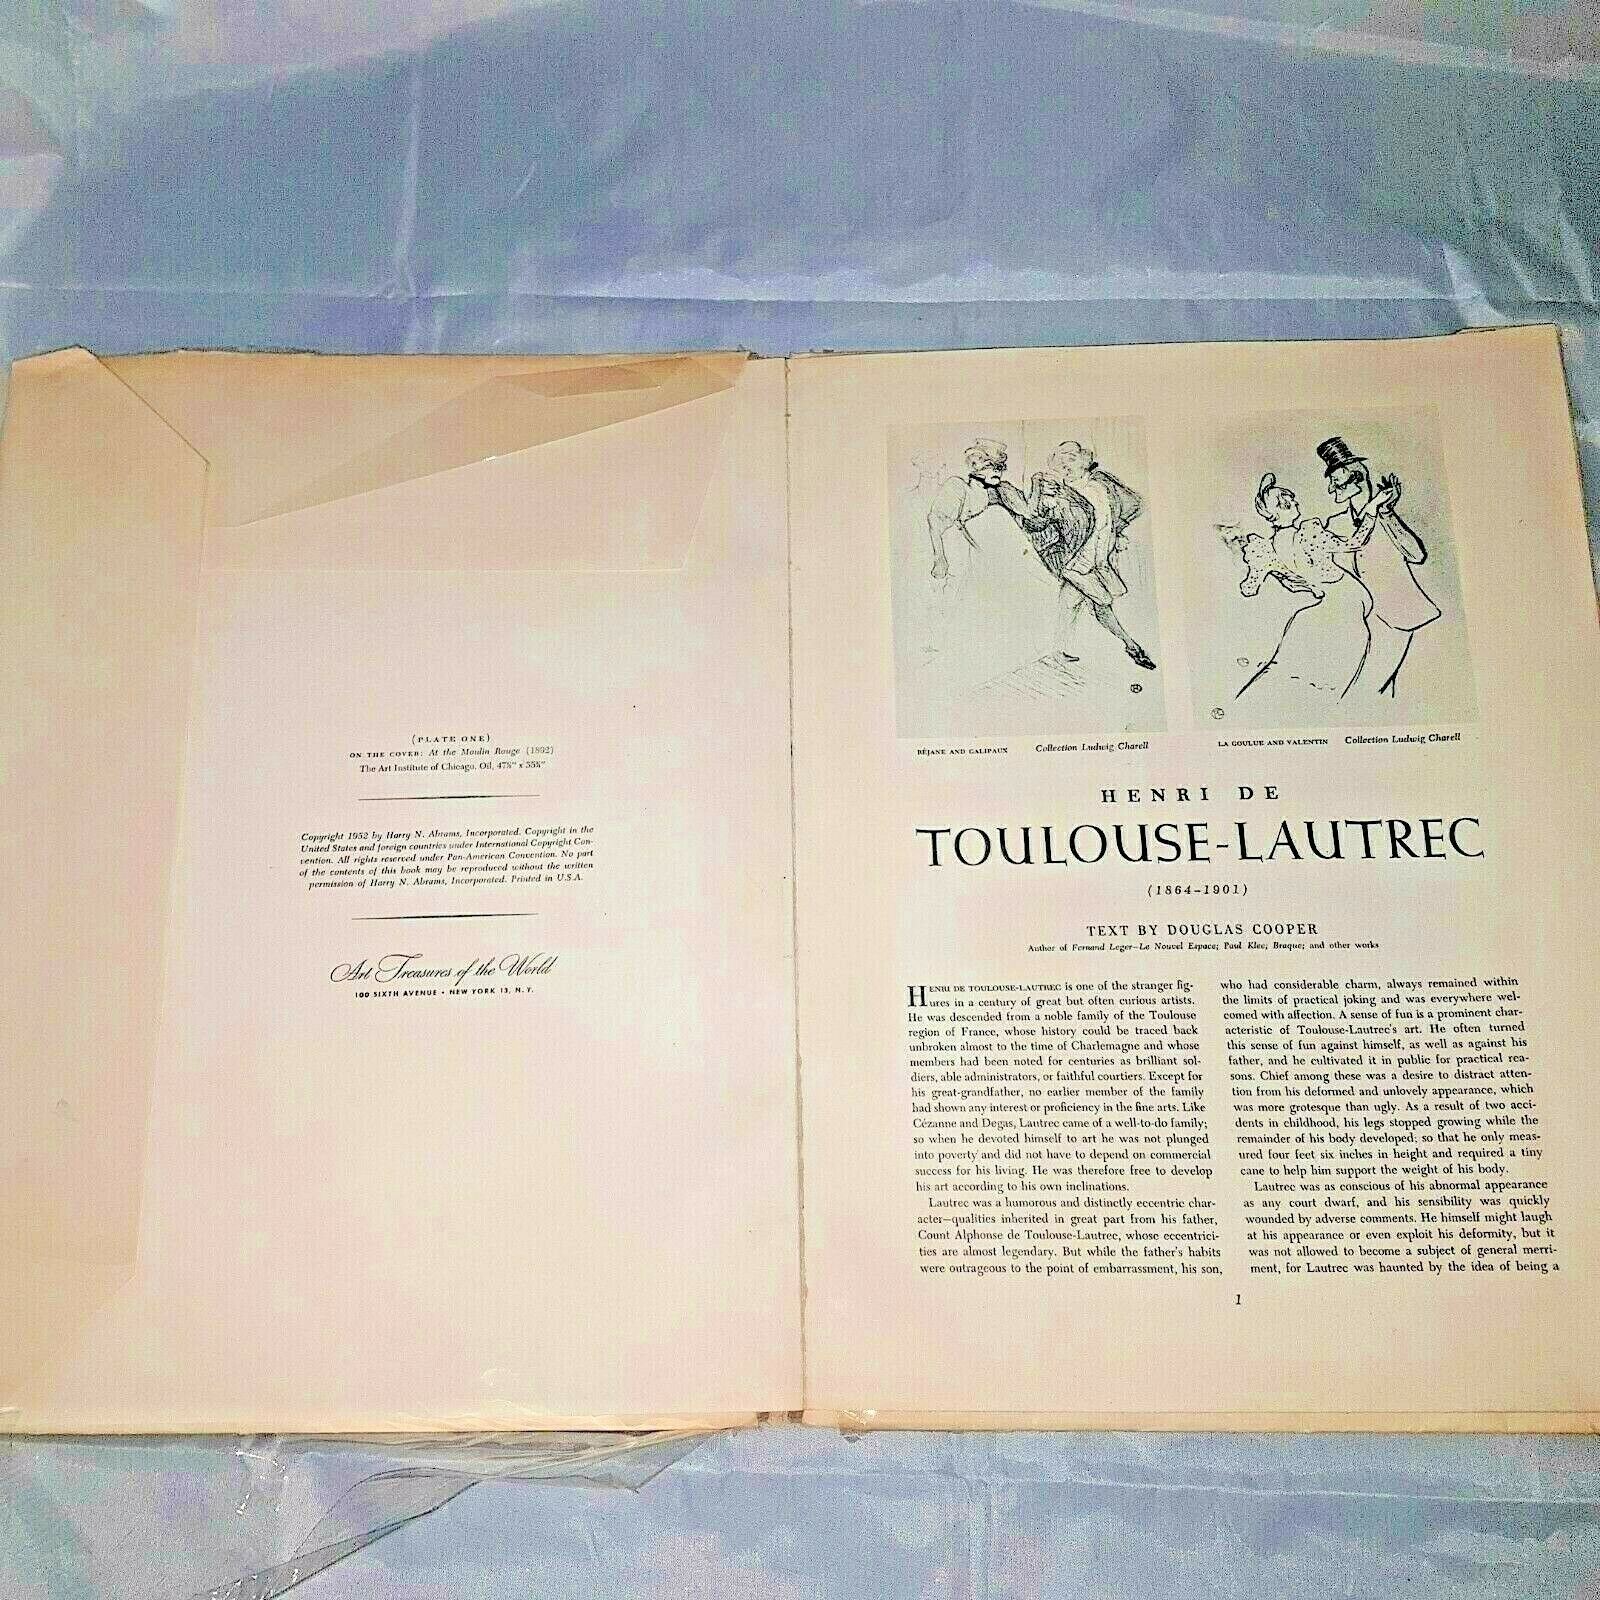 (PLATE ONE)
ON THE COVER: At the Moulin Rouge (1892)
The Art Institute of Chicago. Oil, 47⅜" x 55⅜"
Copyright 1952 by Harry N. Abrams, Incorporated. Copyright in the
United States and foreign countries under International Copyright Con-
vention. All rights reserved under Pan-American Convention. No part
of the contents of this book may be reproduced without the written
permission of Harry N. Abrams, Incorporated. Printed in U.S.A.
Art Treasures of the World
100 SIXTH AVENUE • NEW YORK 13, N. Y.
RÉJANE AND GALIPAUX Collection Ludwig Charell
LA GOULUE AND VALENTIN Collection Ludwig Charell
HENRI DE
TOULOUSE-LAUTREC
(1864–1901)
TEXT BY DOUGLAS COOPER
Author of Fernand Leger—Le Nouvel Espace; Paul Klee; Braque; and other works
HENRI DE TOULOUSE-LAUTREC is one of the stranger fig-
ures in a century of great but often curious artists.
He was descended from a noble family of the Toulouse
region of France, whose history could be traced back
unbroken almost to the time of Charlemagne and whose
members had been noted for centuries as brilliant sol-
diers, able administrators, or faithful courtiers. Except for
his great-grandfather, no earlier member of the family
had shown any interest or proficiency in the fine arts. Like
Cézanne and Degas, Lautrec came of a well-to-do family;
so when he devoted himself to art he was not plunged
into poverty and did not have to depend on commercial
success for his living. He was therefore free to develop
his art according to his own inclinations.
Lautrec was a humorous and distinctly eccentric char-
acter—qualities inherited in great part from his father,
Count Alphonse de Toulouse-Lautrec, whose eccentrici-
ties are almost legendary. But while the father's habits
were outrageous to the point of embarrassment, his son,
who had considerable charm, always remained within
the limits of practical joking and was everywhere wel-
comed with affection. A sense of fun is a prominent char-
acteristic of Toulouse-Lautrec's art. He often turned
this sense of fun against himself, as well as against his
father, and he cultivated it in public for practical rea-
sons. Chief among these was a desire to distract atten-
tion from his deformed and unlovely appearance, which
was more grotesque than ugly. As a result of two acci-
dents in childhood, his legs stopped growing while the
remainder of his body developed; so that he only meas-
ured four feet six inches in height and required a tiny
cane to help him support the weight of his body.
Lautrec was as conscious of his abnormal appearance
as any court dwarf, and his sensibility was quickly
wounded by adverse comments. He himself might laugh
at his appearance or even exploit his deformity, but it
was not allowed to become a subject of general merri-
ment, for Lautrec was haunted by the idea of being a
1